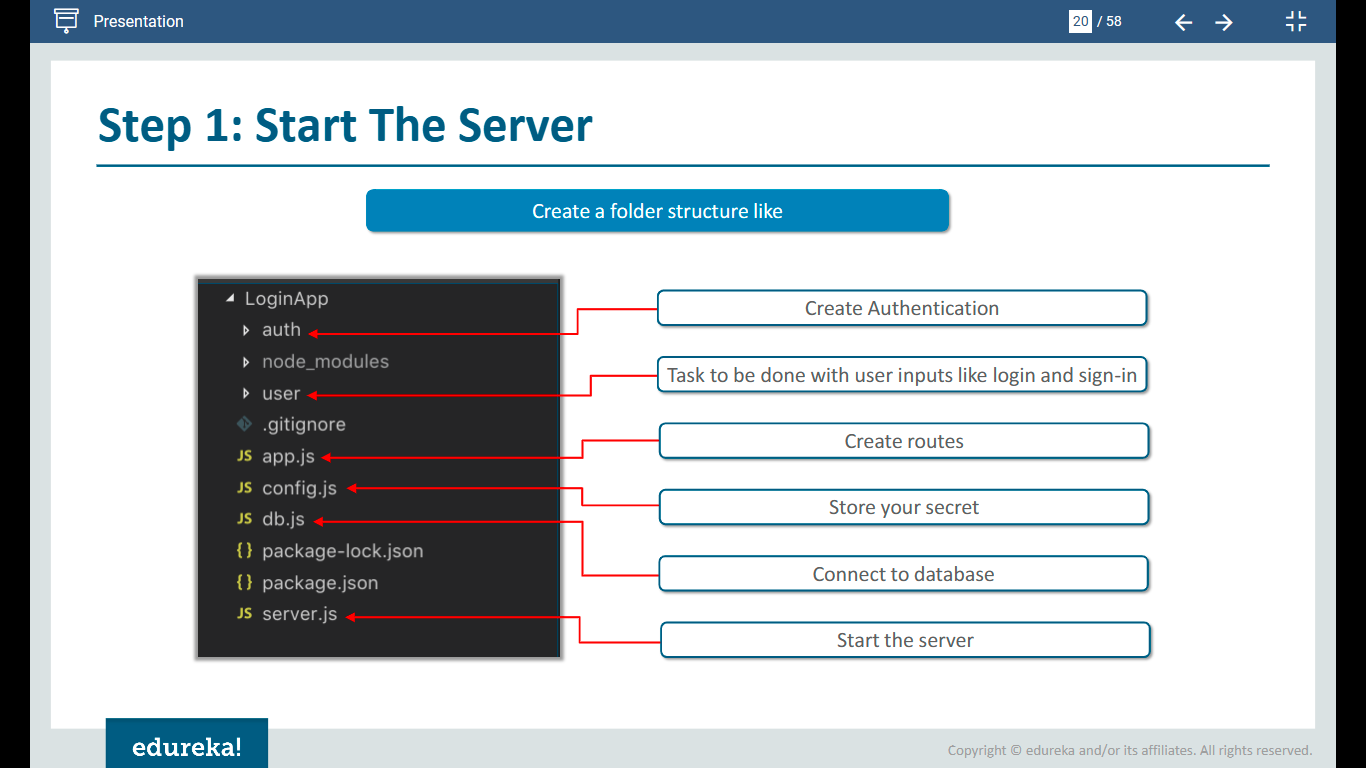 Presentation
20 / 58
Step 1: Start The Server
Create a folder structure like
LoginApp
auth
node_modules
user
.gitignore
JS app.js
JS config.js
JS db.js
{ } package-lock.json
{ } package.json
JS server.js
Create Authentication
Task to be done with user inputs like login and sign-in
Create routes
Store your secret
Connect to database
Start the server
edureka!
Copyright © edureka and/or its affiliates. All rights reserved.